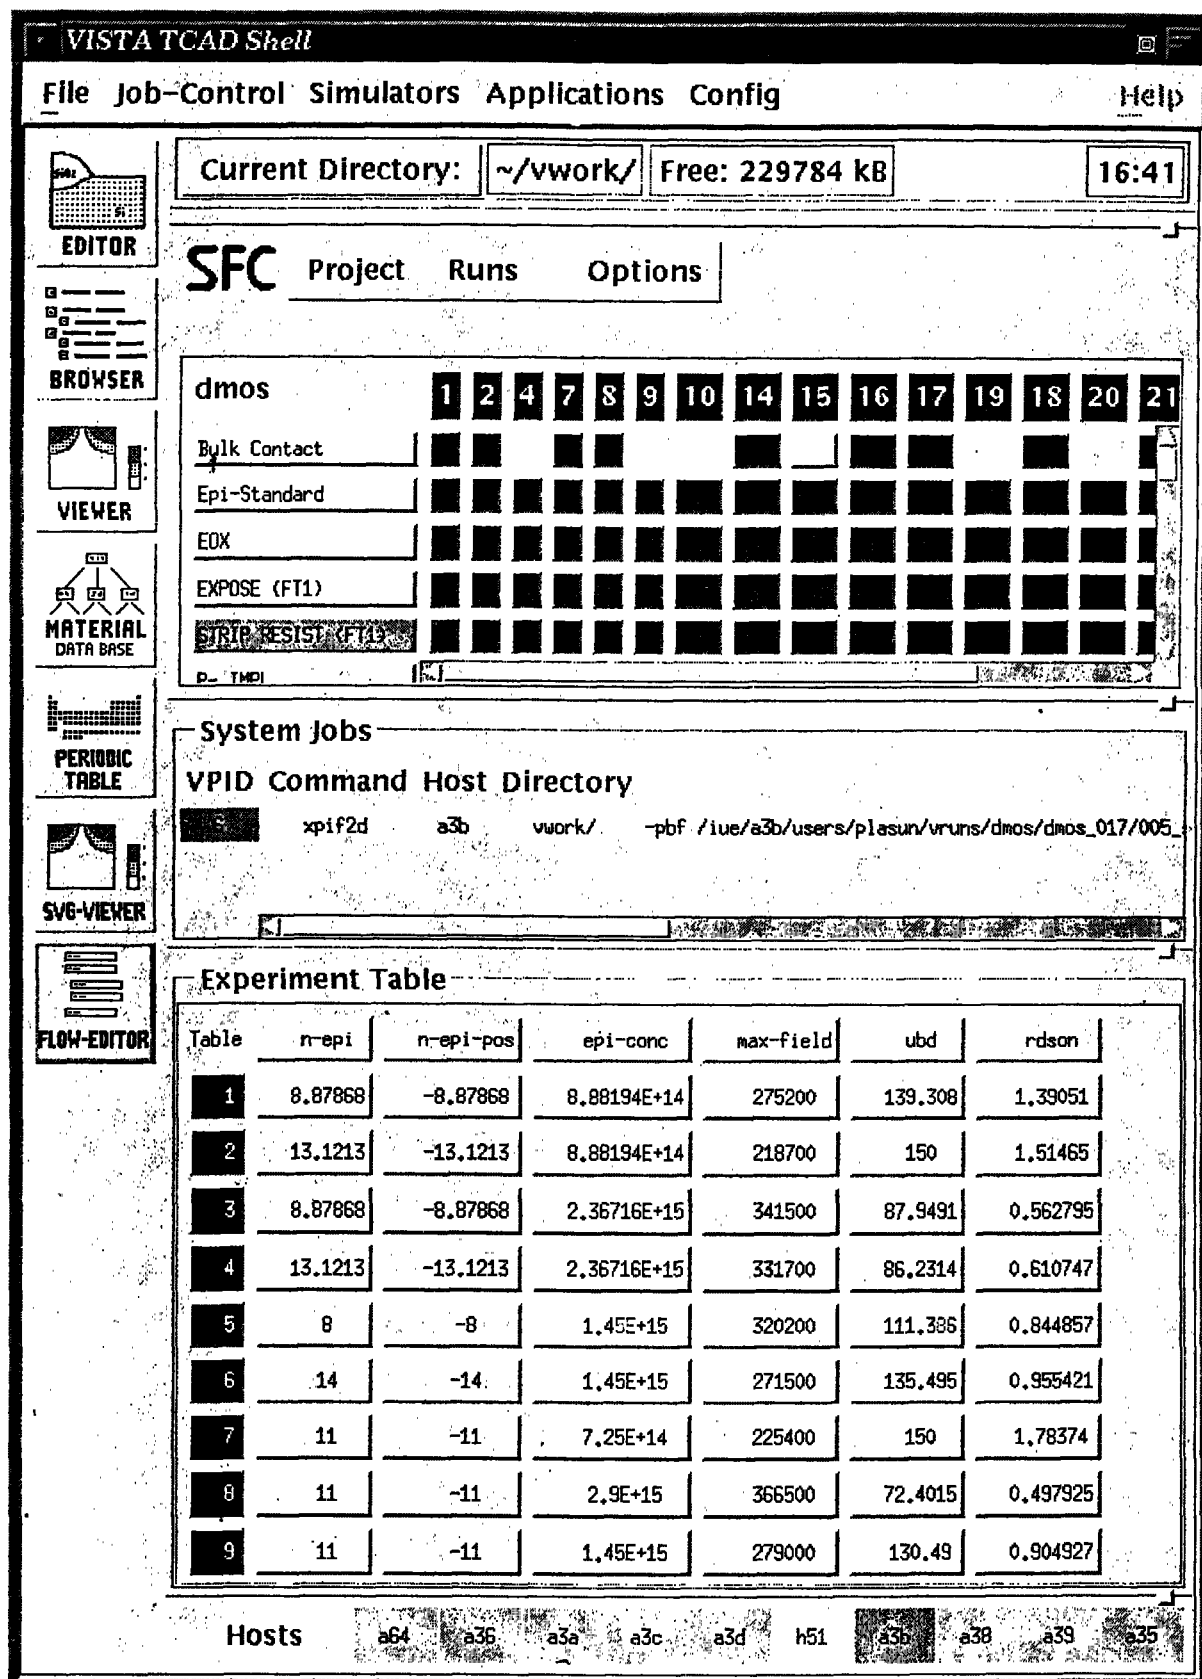 VISTA TCAD Shell
File Job-Control Simulators Applications Config Help
Current Directory: ~/vwork/ Free: 229784 kB 16:41
SiO2
Si
EDITOR
BROWSER
VIEWER
MATERIAL
DATA BASE
PERIODIC
TABLE
SVG-VIEWER
FLOW-EDITOR
SFC Project Runs Options
dmos 1 2 4 7 8 9 10 14 15 16 17 19 18 20 21
Bulk Contact
Epi-Standard
EOX
EXPOSE (FT1)
STRIP RESIST (FT1)
System Jobs
VPID Command Host Directory
xpif2d a3b vwork/ -pbf /iue/a3b/users/plasun/vruns/dmos/dmos_017/005_
Experiment Table
Table n-epi n-epi-pos epi-conc max-field ubd rdson
1 8.87868 -8.87868 8.88194E+14 275200 139.308 1.39051
2 13.1213 -13.1213 8.88194E+14 218700 150 1.51465
3 8.87868 -8.87868 2.36716E+15 341500 87.9491 0.562795
4 13.1213 -13.1213 2.36716E+15 331700 86.2314 0.610747
5 8 -8 1.45E+15 320200 111.386 0.844857
6 14 -14 1.45E+15 271500 135.495 0.955421
7 11 -11 7.25E+14 225400 150 1.78374
8 11 -11 2.9E+15 366500 72.4015 0.497925
9 11 -11 1.45E+15 279000 130.49 0.904927
Hosts a64 a36 a3a a3c a3d h51 a3b a38 a39 a35